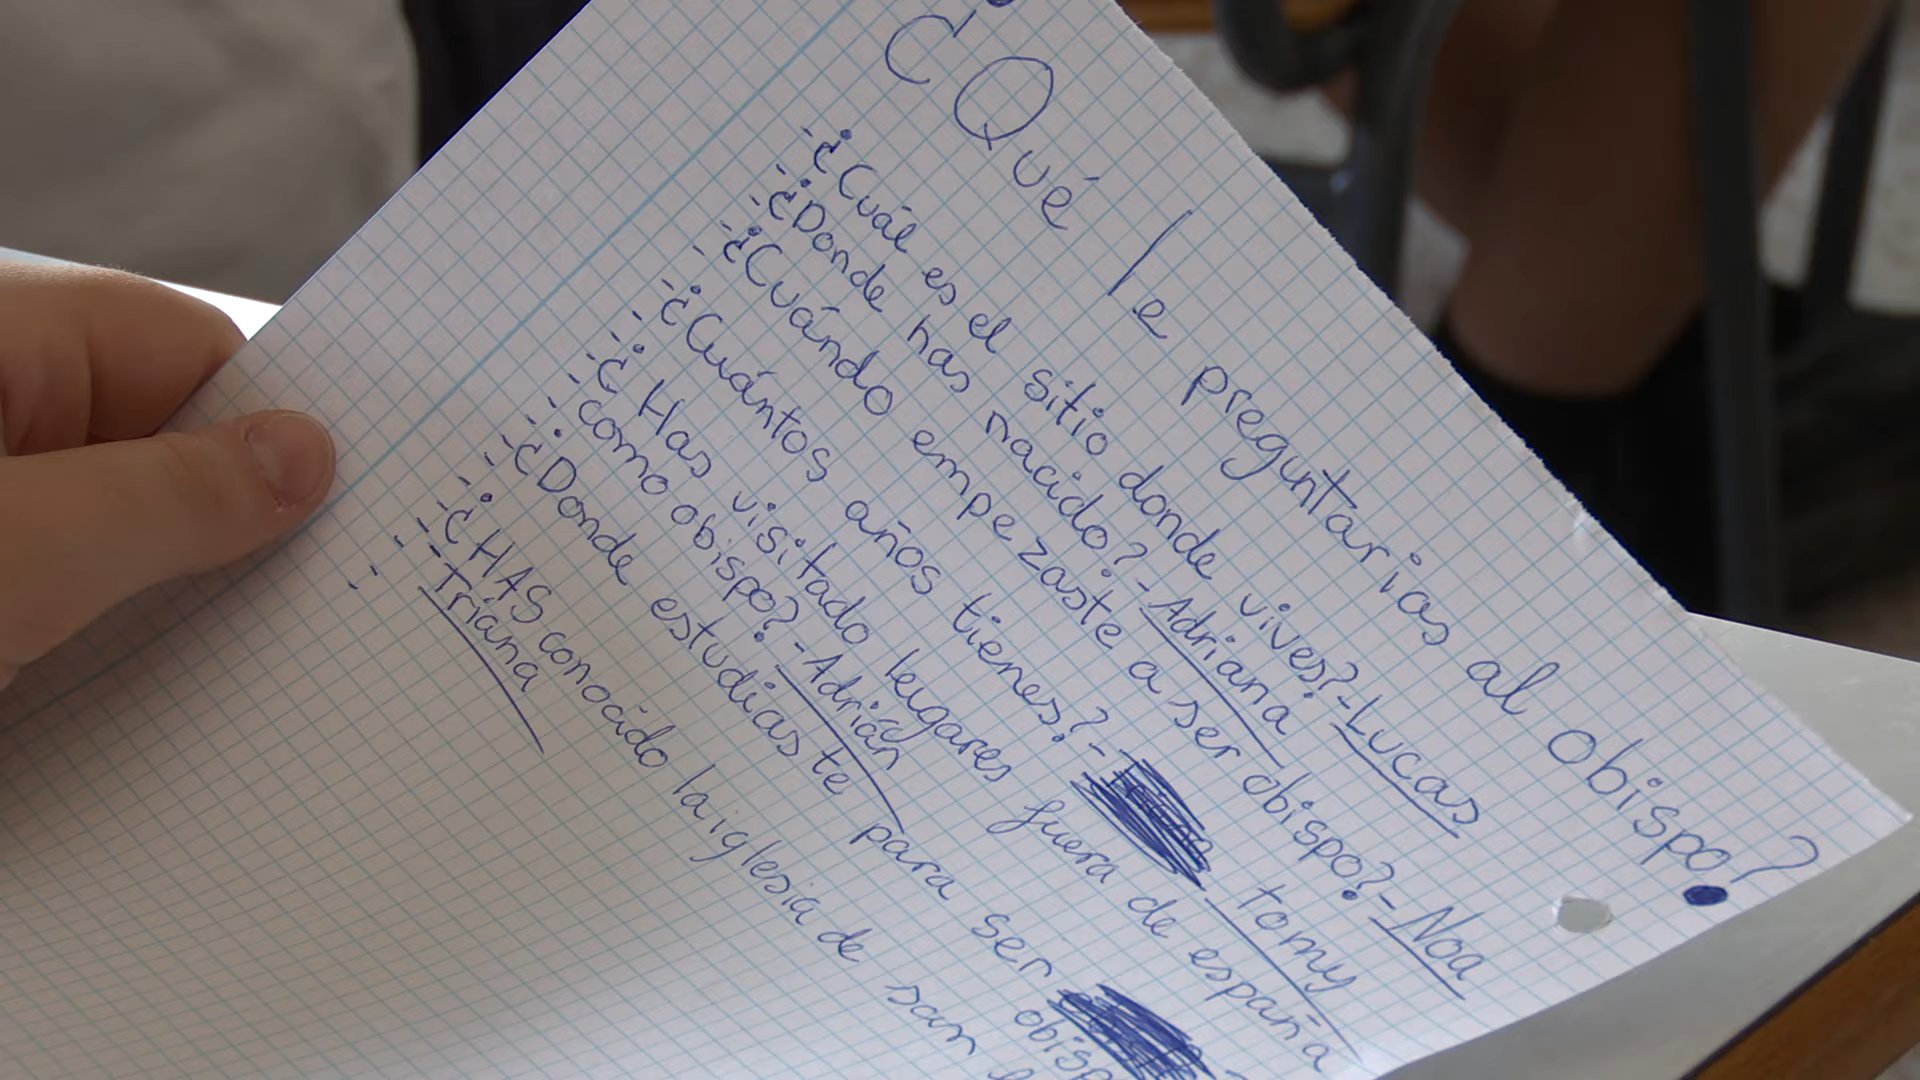 ¿Qué le preguntarias al obispo?
-¿Cuál es el sitio donde vives?-Lucas
-¿Donde has nacido?-Adriana
-¿Cuándo empezaste a ser obispo?-Noa
-¿Cuántos años tienes?- tomy
-¿Has visitado lugares fuera de españa
como obispo?-Adrián
-¿Donde estudiaste para ser
-¿HAS conocido la iglesia de san
-Triana